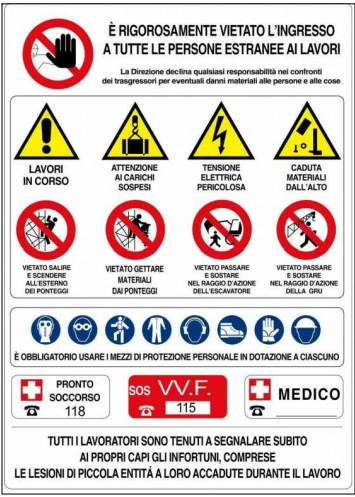 È RIGOROSAMENTE VIETATO L'INGRESSO
A TUTTE LE PERSONE ESTRANEE AI LAVORI
La Direzione declina qualsiasi responsabilità nei confronti
dei trasgressori per eventuali danni materiali alle persone e alle cose
LAVORI
IN CORSO
ATTENZIONE
AI CARICHI
SOSPESI
TENSIONE
ELETTRICA
PERICOLOSA
CADUTA
MATERIALI
DALL'ALTO
VIETATO SALIRE
E SCENDERE
ALL'ESTERNO
DEI PONTEGGI
VIETATO GETTARE
MATERIALI
DAI PONTEGGI
VIETATO PASSARE
E SOSTARE
NEL RAGGIO D'AZIONE
DELL'ESCAVATORE
VIETATO PASSARE
E SOSTARE
NEL RAGGIO D'AZIONE
DELLA GRU
È OBBLIGATORIO USARE I MEZZI DI PROTEZIONE PERSONALE IN DOTAZIONE A CIASCUNO
PRONTO
SOCCORSO
118
SOS V.V.F.
115
MEDICO
TUTTI I LAVORATORI SONO TENUTI A SEGNALARE SUBITO
AI PROPRI CAPI GLI INFORTUNI, COMPRESE
LE LESIONI DI PICCOLA ENTITÁ A LORO ACCADUTE DURANTE IL LAVORO